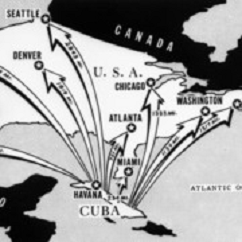 SEATTLE
CANADA
DENVER
U. S. A.
CHICAGO
WASHINGTON
ATLANTA
MIAMI
HAVANA
CUBA
ATLANTIC